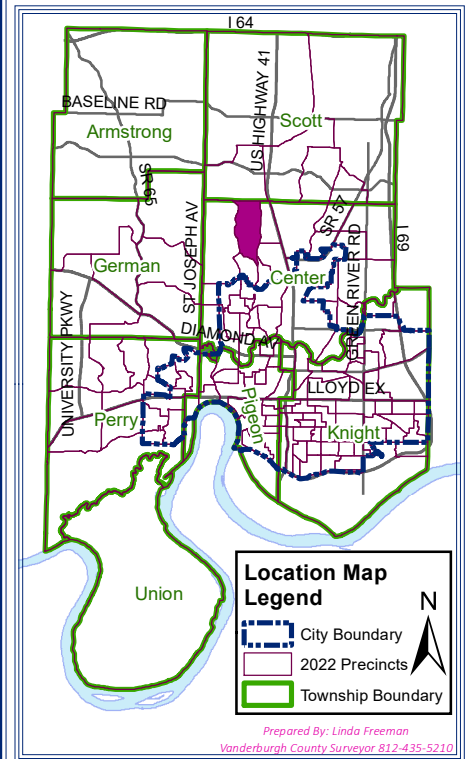 I 64
US HIGHWAY 41
BASELINE RD
Scott
Armstrong
SR 65
SR 57
ST JOSEPH AV
GREEN RIVER RD
I 69
German
Center
UNIVERSITY PKWY
DIAMOND AV
LLOYD EX
Pigeon
Perry
Knight
Union
Location Map
Legend
N
City Boundary
2022 Precincts
Township Boundary
Prepared By: Linda Freeman
Vanderburgh County Surveyor 812-435-5210